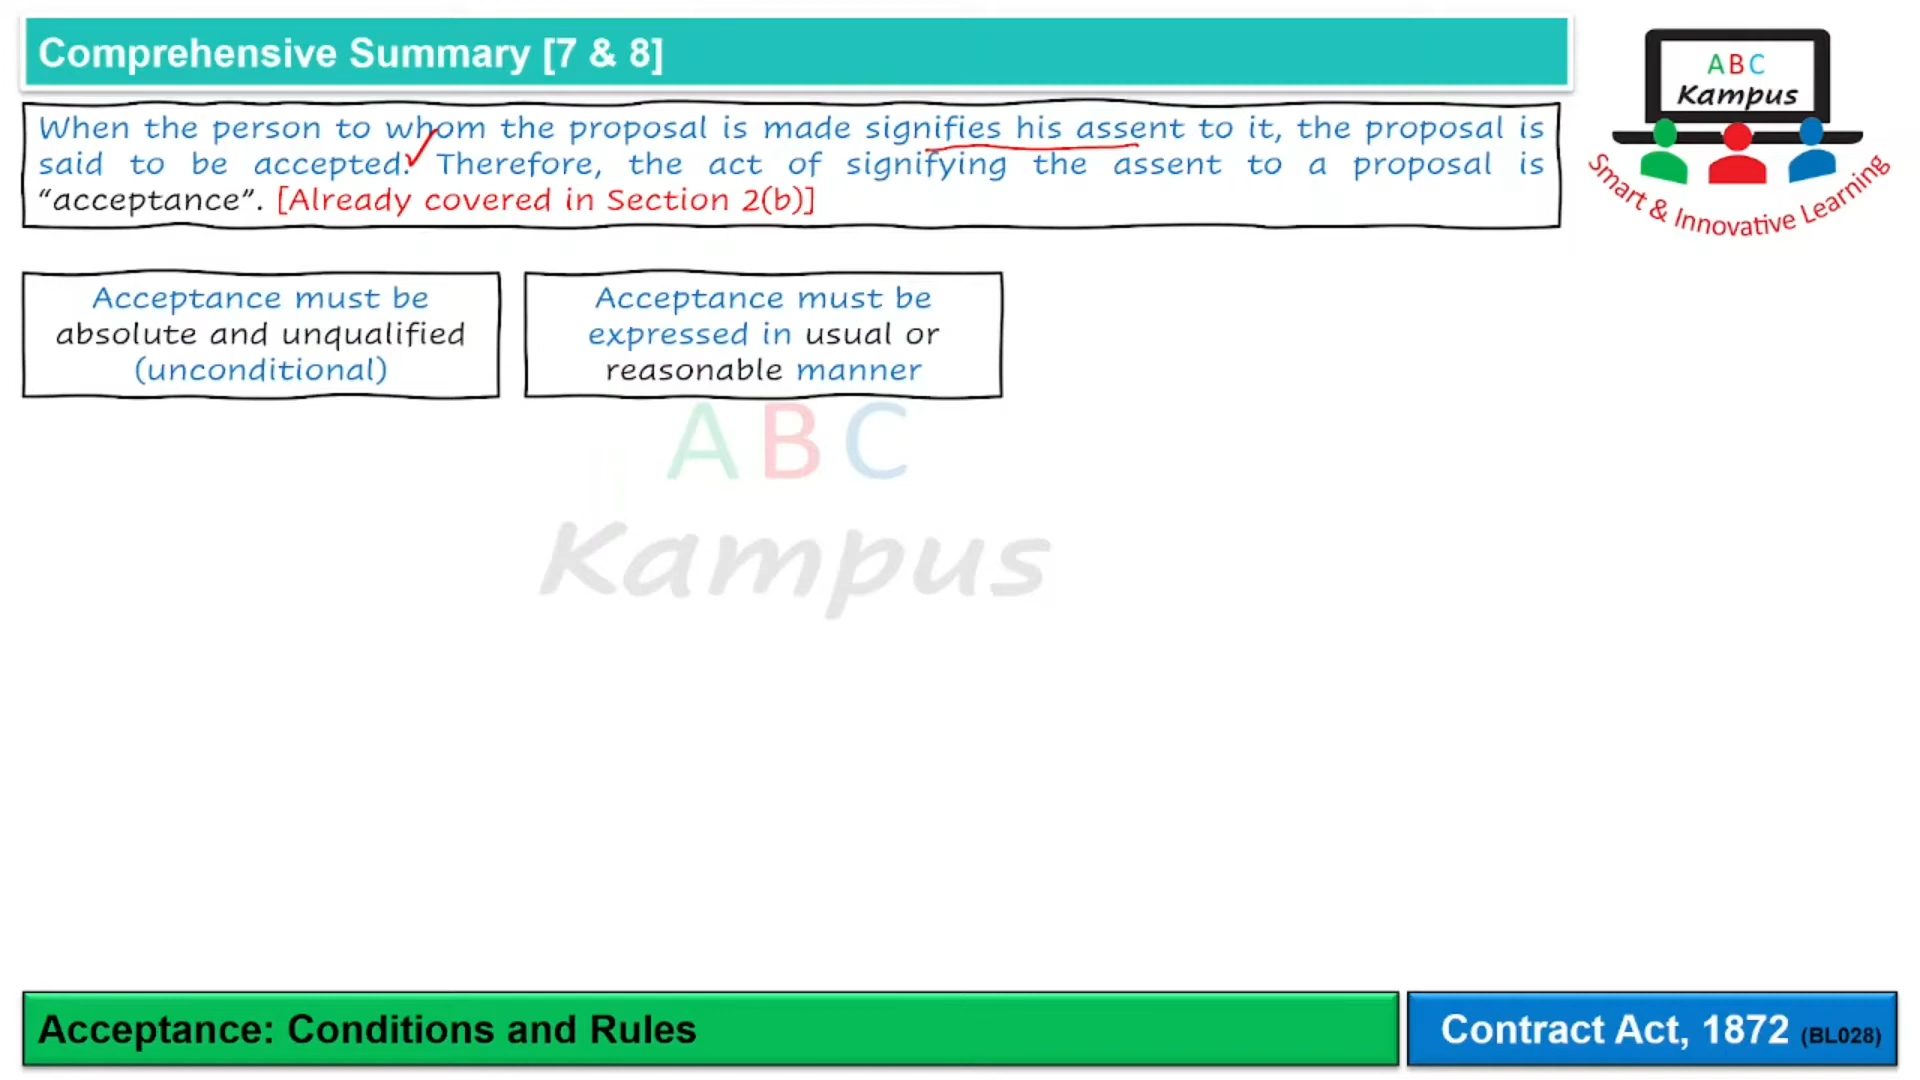 Comprehensive Summary [7 & 8]
ABC
Kampus
Smart & Innovative Learning
When the person to whom the proposal is made signifies his assent to it, the proposal is
said to be accepted. Therefore, the act of signifying the assent to a proposal is
“acceptance”. [Already covered in Section 2(b)]
Acceptance must be
absolute and unqualified
(unconditional)
Acceptance must be
expressed in usual or
reasonable manner
ABC
Kampus
Acceptance: Conditions and Rules
Contract Act, 1872 (BL028)